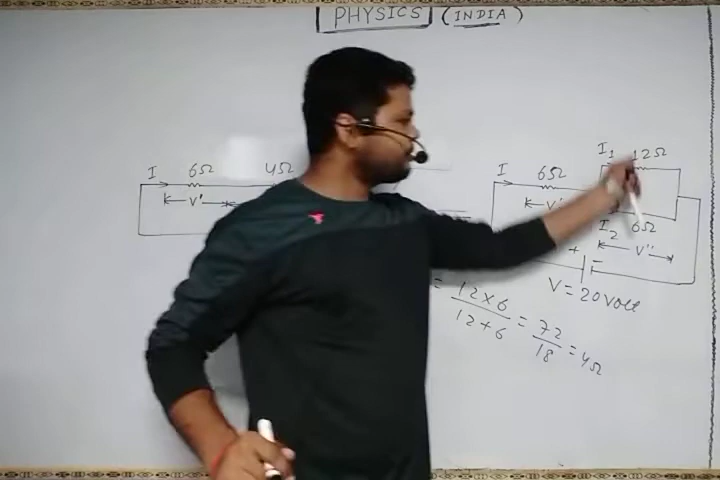 PHYSICS (INDIA)
I 6Ω 4Ω
V'
I 6Ω
V'
I1 12Ω
I2 6Ω
V''
+ -
V = 20 Volt
= 12 × 6 / 12 + 6 = 72 / 18 = 4Ω